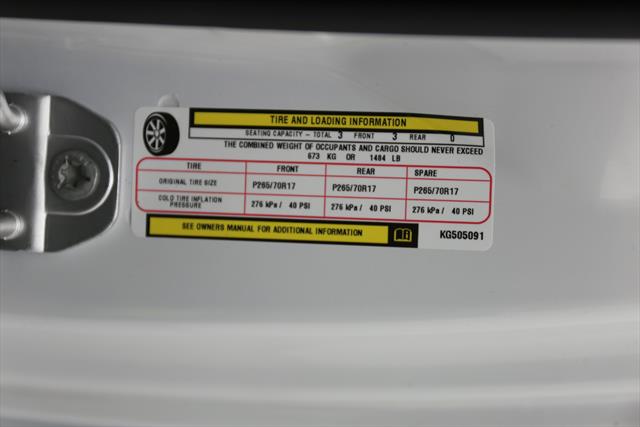 TIRE AND LOADING INFORMATION
SEATING CAPACITY – TOTAL 3 FRONT 3 REAR 0
THE COMBINED WEIGHT OF OCCUPANTS AND CARGO SHOULD NEVER EXCEED
673 KG OR 1484 LB
TIRE FRONT REAR SPARE
ORIGINAL TIRE SIZE P265/70R17 P265/70R17 P265/70R17
COLD TIRE INFLATION
PRESSURE 276 kPa / 40 PSI 276 kPa / 40 PSI 276 kPa / 40 PSI
SEE OWNERS MANUAL FOR ADDITIONAL INFORMATION KG505091